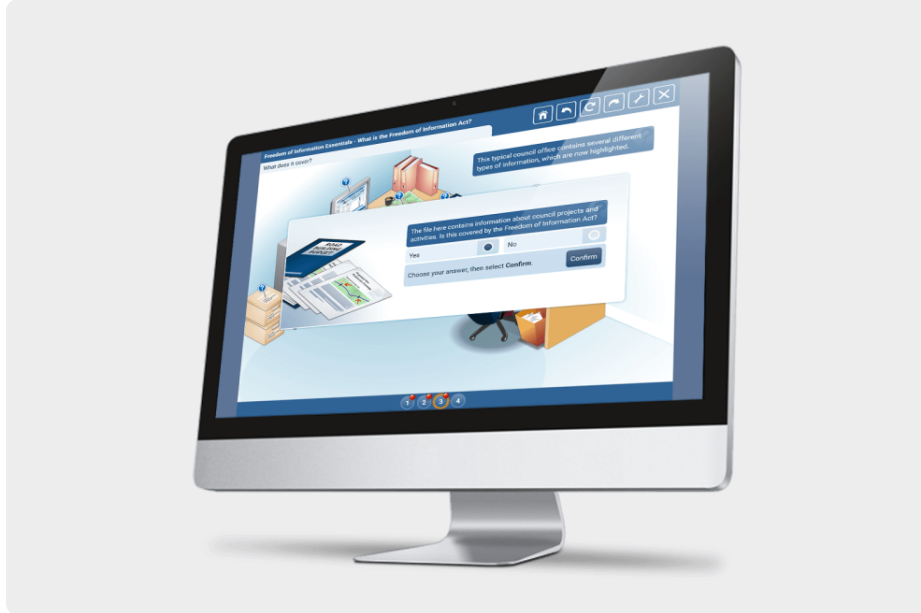 Freedom of Information Essentials - What is the Freedom of Information Act?
What does it cover?
This typical council office contains several different
types of information, which are now highlighted.
The file here contains information about council projects and
activities. Is this covered by the Freedom of Information Act?
Yes
No
Choose your answer, then select Confirm.
Confirm
ROAD
BUILDING
BUDGET
1 2 3 4